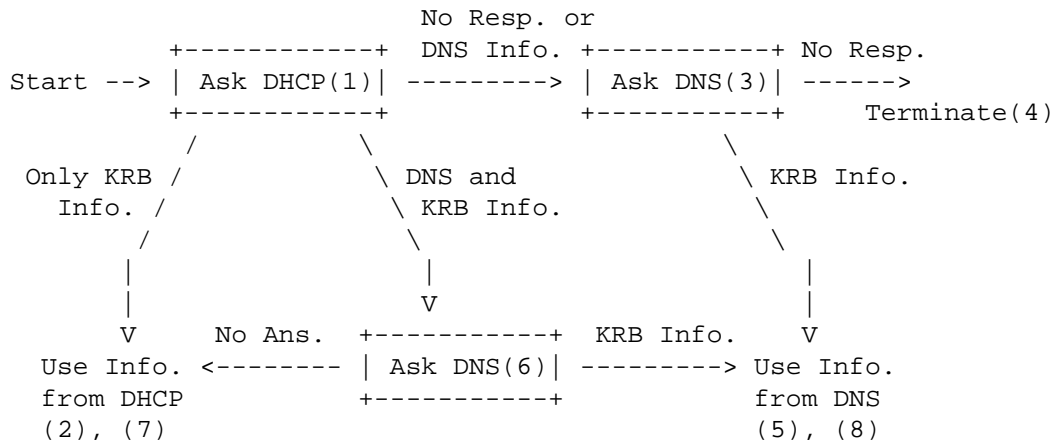 No Resp. or
            +------------+  DNS Info. +-----------+ No Resp.
Start --> | Ask DHCP(1)| ---------> | Ask DNS(3)| ------>
            +------------+            +-----------+     Terminate(4)
             /          \                      \
 Only KRB /            \ DNS and             \ KRB Info.
   Info. /              \ KRB Info.           \
        /                \                     \
       |                  |                      |
       |                  V                      |
       V     No Ans.  +-----------+  KRB Info.   V
  Use Info. <-------- | Ask DNS(6)| ---------> Use Info.
  from DHCP           +-----------+            from DNS
  (2), (7)                                     (5), (8)